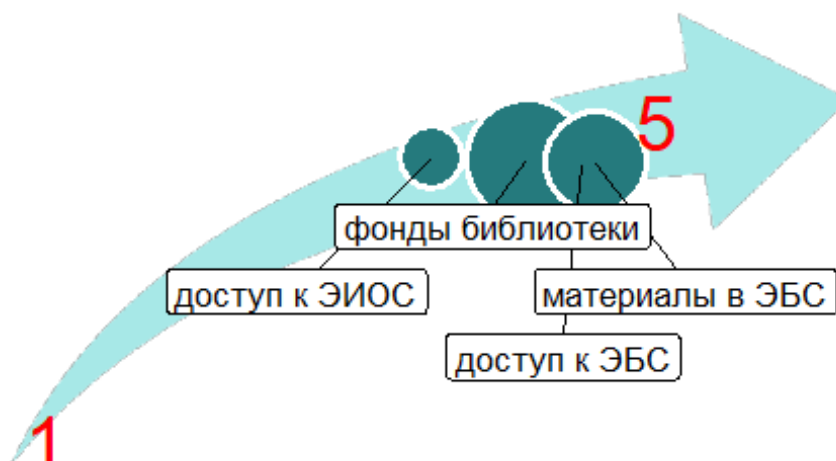 5
фонды библиотеки
доступ к ЭИОС
материалы в ЭБС
доступ к ЭБС
1